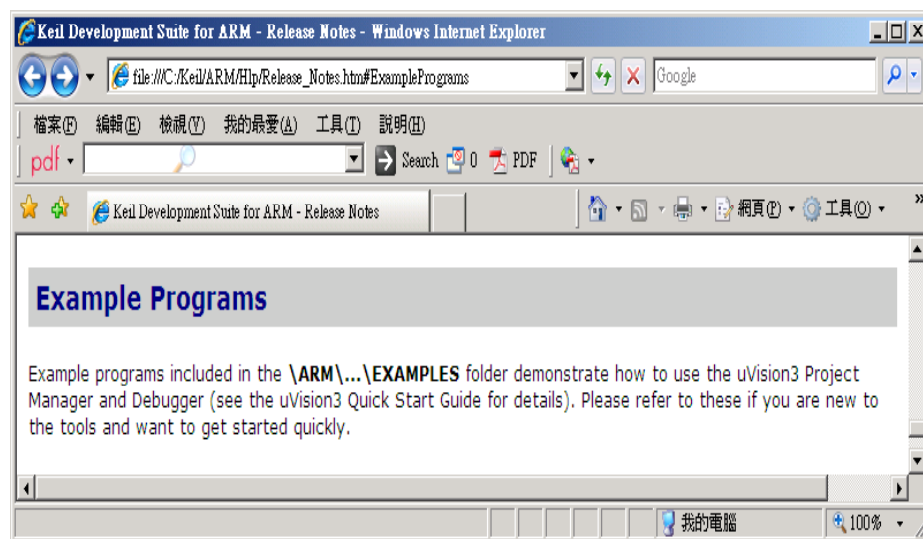 Keil Development Suite for ARM - Release Notes - Windows Internet Explorer
file:///C:/Keil/ARM/Hlp/Release_Notes.htm#ExamplePrograms
Google
檔案(F) 編輯(E) 檢視(V) 我的最愛(A) 工具(T) 說明(H)
pdf Search 0 PDF
Keil Development Suite for ARM - Release Notes
網頁(P) 工具(O) »
Example Programs
Example programs included in the \ARM\...\EXAMPLES folder demonstrate how to use the uVision3 Project
Manager and Debugger (see the uVision3 Quick Start Guide for details). Please refer to these if you are new to
the tools and want to get started quickly.
我的電腦 100%